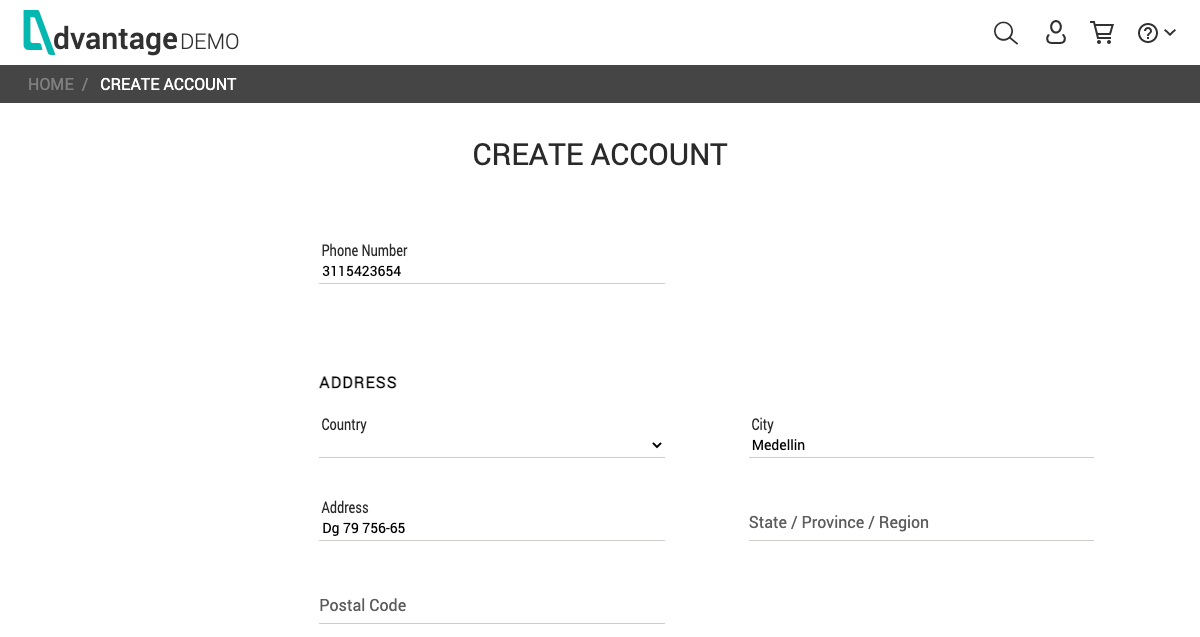 dvantage DEMO
HOME / CREATE ACCOUNT
CREATE ACCOUNT
Phone Number
3115423654
ADDRESS
Country
City
Medellin
Address
Dg 79 756-65
State / Province / Region
Postal Code